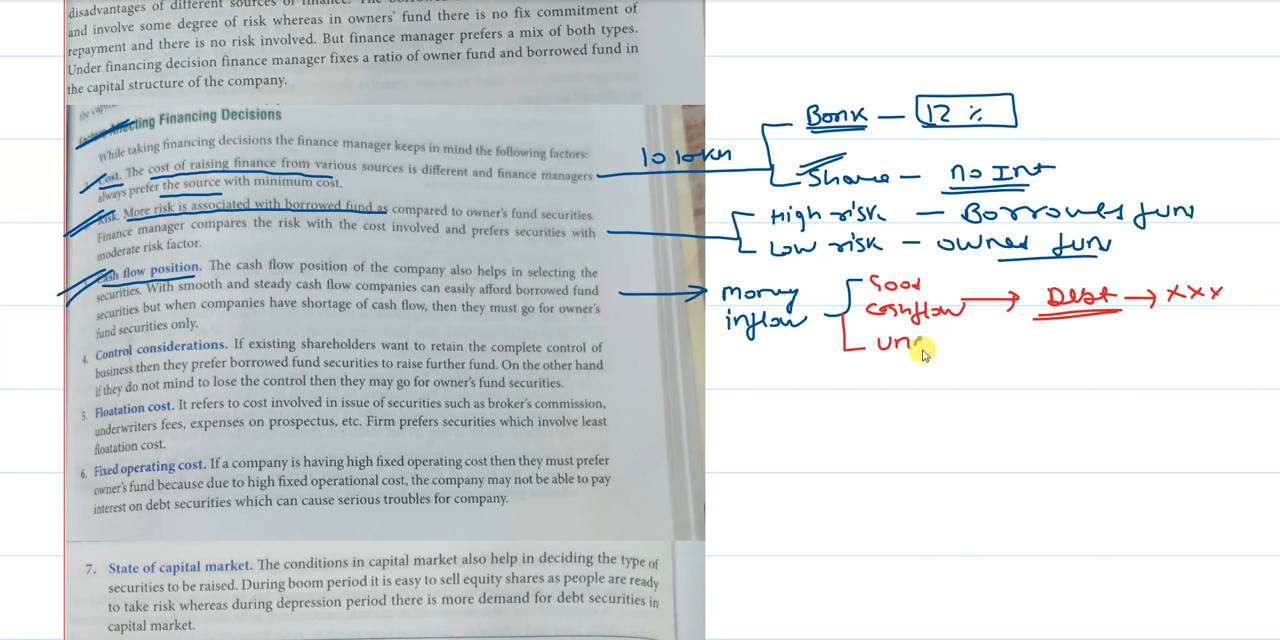 disadvantages of different sources of finance. The
and involve some degree of risk whereas in owners' fund there is no fix commitment of
repayment and there is no risk involved. But finance manager prefers a mix of both types.
Under financing decision finance manager fixes a ratio of owner fund and borrowed fund in
the capital structure of the company.
Affecting Financing Decisions
While taking financing decisions the finance manager keeps in mind the following factors:
Cost. The cost of raising finance from various sources is different and finance managers
always prefer the source with minimum cost.
Risk. More risk is associated with borrowed fund as compared to owner's fund securities.
Finance manager compares the risk with the cost involved and prefers securities with
moderate risk factor.
Cash flow position. The cash flow position of the company also helps in selecting the
securities. With smooth and steady cash flow companies can easily afford borrowed fund
securities but when companies have shortage of cash flow, then they must go for owner's
fund securities only.
4. Control considerations. If existing shareholders want to retain the complete control of
business then they prefer borrowed fund securities to raise further fund. On the other hand
if they do not mind to lose the control then they may go for owner's fund securities.
5. Floatation cost. It refers to cost involved in issue of securities such as broker's commission,
underwriters fees, expenses on prospectus, etc. Firm prefers securities which involve least
floatation cost.
6. Fixed operating cost. If a company is having high fixed operating cost then they must prefer
owner's fund because due to high fixed operational cost, the company may not be able to pay
interest on debt securities which can cause serious troubles for company.
7. State of capital market. The conditions in capital market also help in deciding the type of
securities to be raised. During boom period it is easy to sell equity shares as people are ready
to take risk whereas during depression period there is more demand for debt securities in
capital market.
Bank – 12 %
10 lakh
Share – no Int
High risk – Borrowed fund
Low risk – owned fund
money
inflow
Good
cashflow → Debt → xxx
un